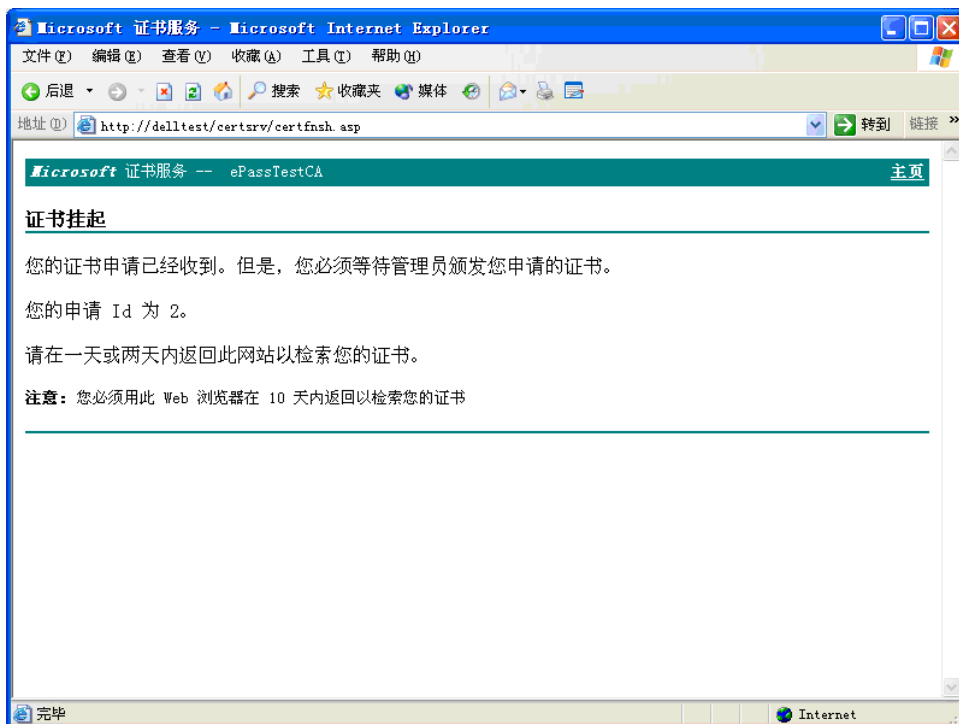 Microsoft 证书服务 - Microsoft Internet Explorer
文件(F) 编辑(E) 查看(V) 收藏(A) 工具(T) 帮助(H)
后退 搜索 收藏夹 媒体
地址(D) http://delltest/certsrv/certfnsh.asp 转到 链接 »
Microsoft 证书服务 -- ePassTestCA 主页
证书挂起
您的证书申请已经收到。但是，您必须等待管理员颁发您申请的证书。
您的申请 Id 为 2。
请在一天或两天内返回此网站以检索您的证书。
注意：您必须用此 Web 浏览器在 10 天内返回以检索您的证书
完毕 Internet